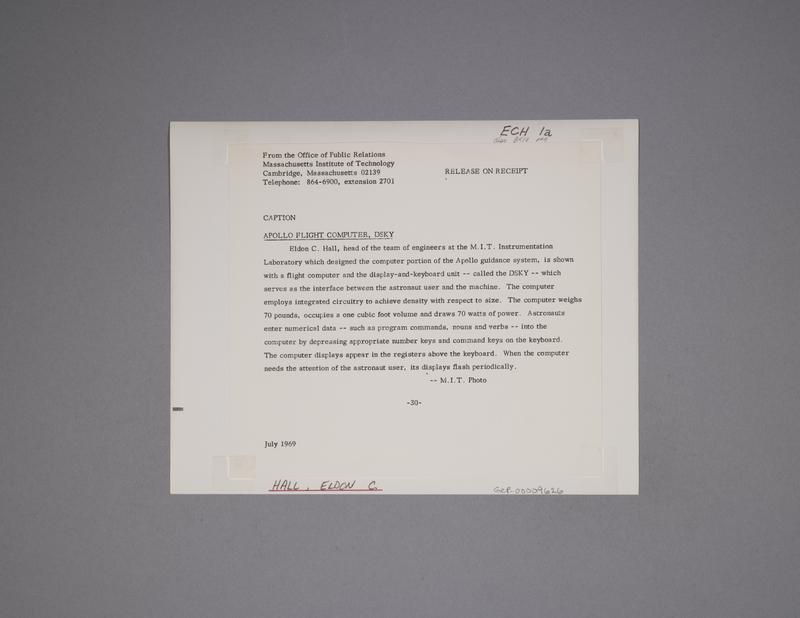 ECH 1a
From the Office of Public Relations
Massachusetts Institute of Technology
Cambridge, Massachusetts 02139
Telephone: 864-6900, extension 2701
RELEASE ON RECEIPT
CAPTION
APOLLO FLIGHT COMPUTER, DSKY
Eldon C. Hall, head of the team of engineers at the M.I.T. Instrumentation
Laboratory which designed the computer portion of the Apollo guidance system, is shown
with a flight computer and the display-and-keyboard unit -- called the DSKY -- which
serves as the interface between the astronaut user and the machine. The computer
employs integrated circuitry to achieve density with respect to size. The computer weighs
70 pounds, occupies a one cubic foot volume and draws 70 watts of power. Astronauts
enter numerical data -- such as program commands, nouns and verbs -- into the
computer by depressing appropriate number keys and command keys on the keyboard.
The computer displays appear in the registers above the keyboard. When the computer
needs the attention of the astronaut user, its displays flash periodically.
-- M.I.T. Photo
-30-
July 1969
HALL, ELDON C.
GCP-00009626